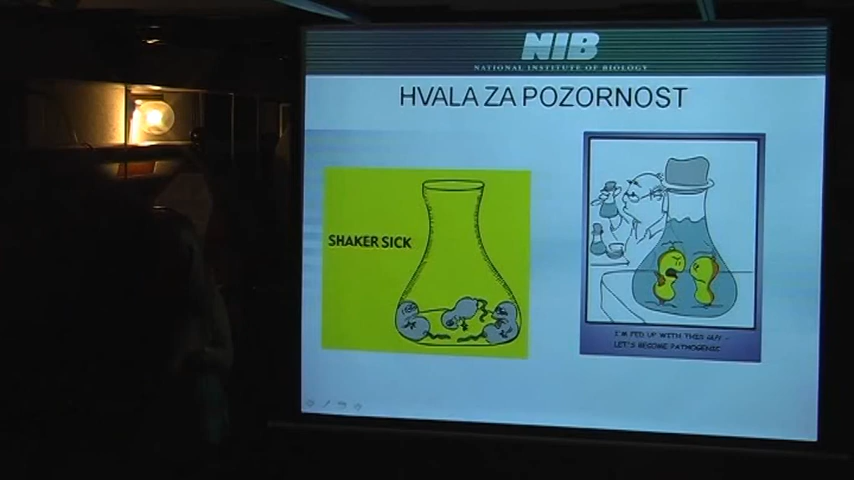 NIB
NATIONAL INSTITUTE OF BIOLOGY
HVALA ZA POZORNOST
SHAKER SICK
I'M FED UP WITH THIS GUY -
LET'S BECOME PATHOGENIC